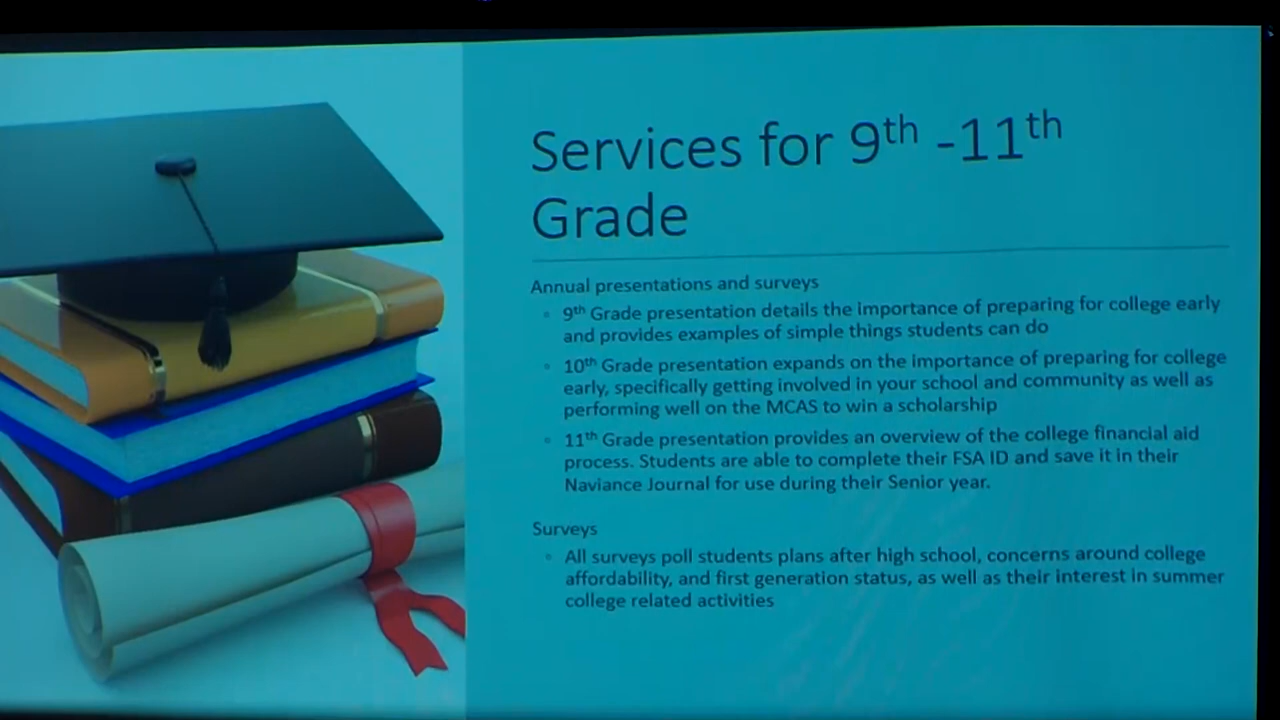 Services for 9th -11th
Grade
Annual presentations and surveys
9th Grade presentation details the importance of preparing for college early
and provides examples of simple things students can do
10th Grade presentation expands on the importance of preparing for college
early, specifically getting involved in your school and community as well as
performing well on the MCAS to win a scholarship
11th Grade presentation provides an overview of the college financial aid
process. Students are able to complete their FSA ID and save it in their
Naviance Journal for use during their Senior year.
Surveys
All surveys poll students plans after high school, concerns around college
affordability, and first generation status, as well as their interest in summer
college related activities